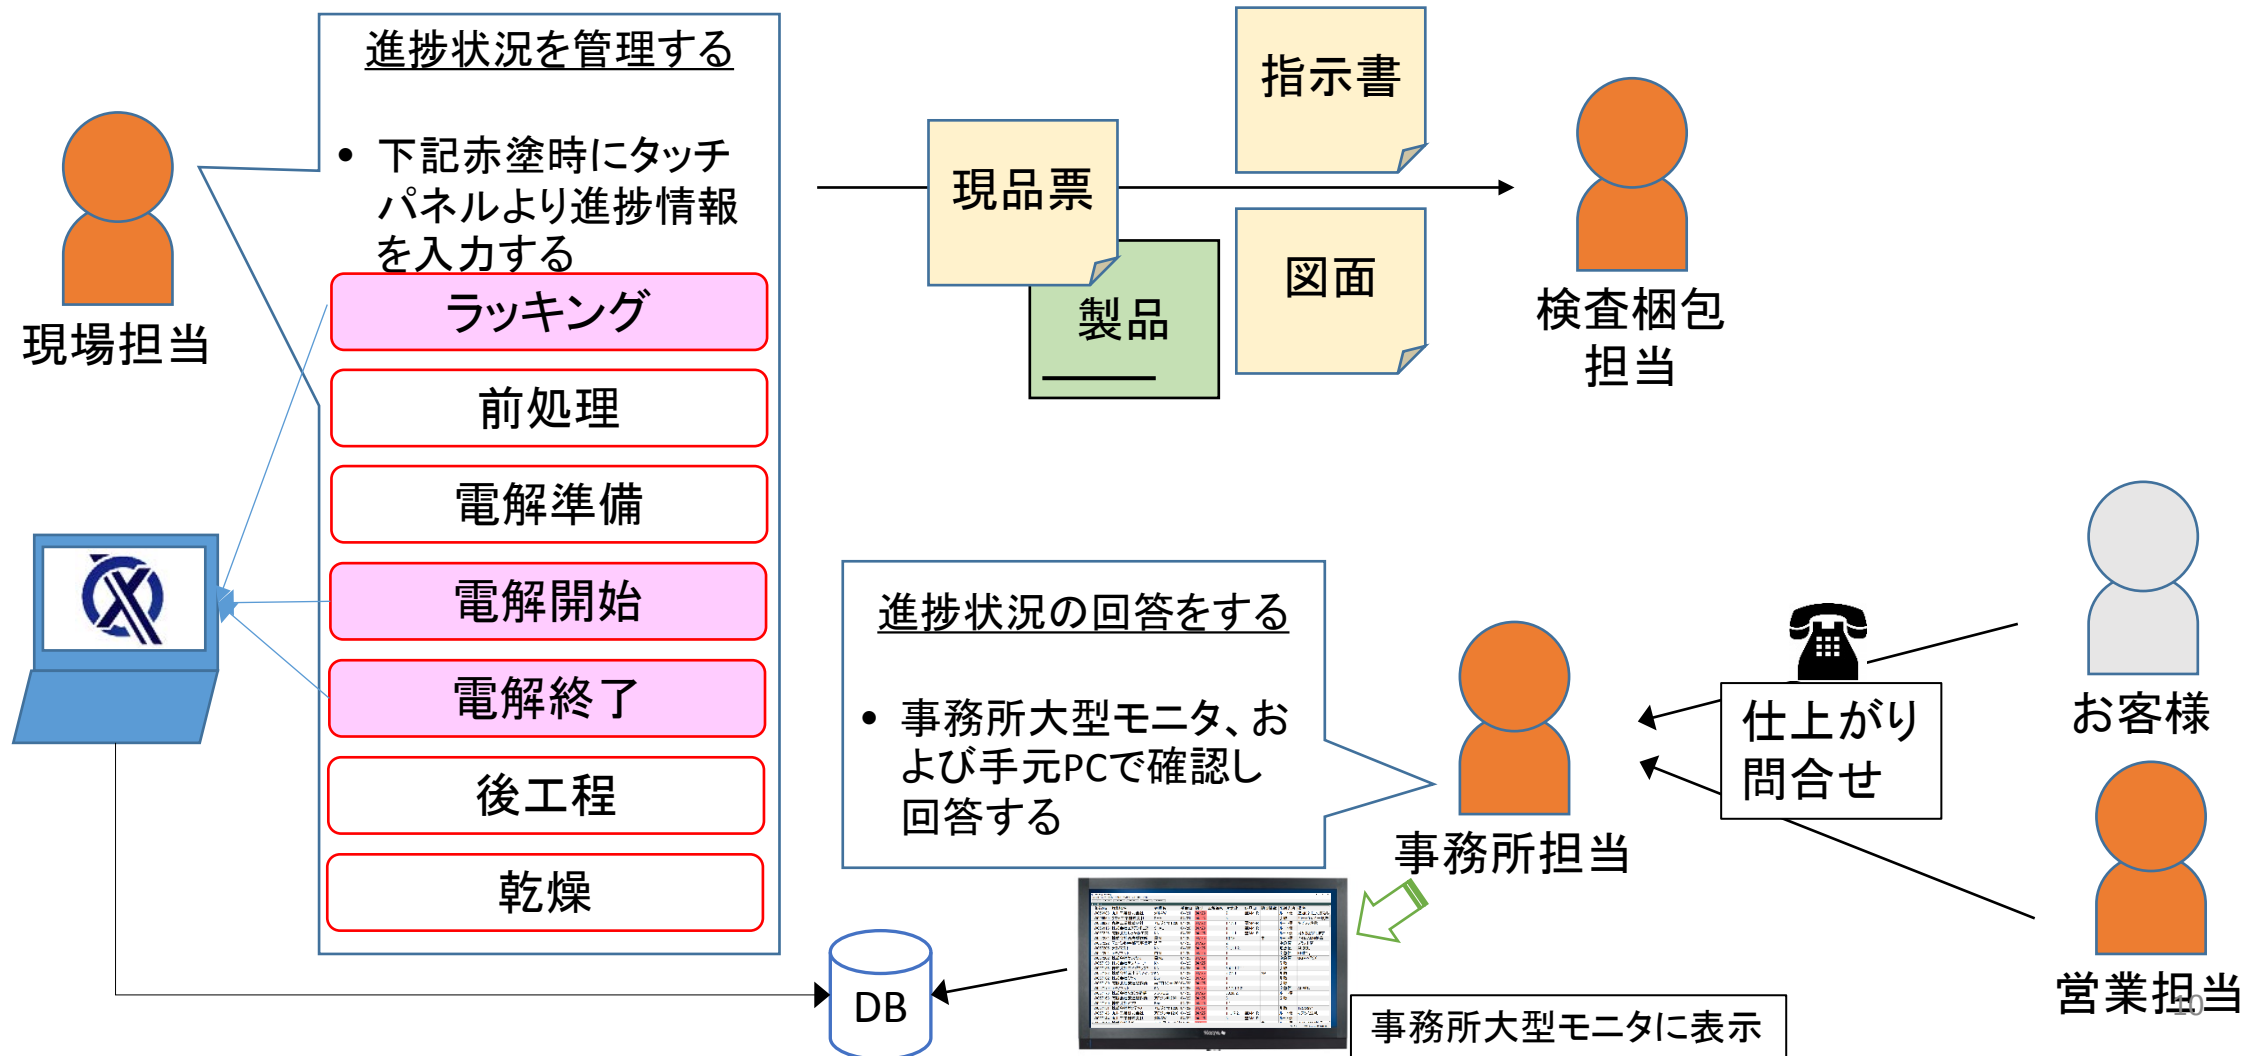 進捗状況を管理する
• 下記赤塗時にタッチ
パネルより進捗情報
を入力する
ラッキング
前処理
電解準備
電解開始
電解終了
後工程
乾燥
現場担当
現品票
製品
指示書
図面
検査梱包
担当
進捗状況の回答をする
• 事務所大型モニタ、お
よび手元PCで確認し
回答する
事務所担当
仕上がり
問合せ
お客様
営業担当
DB
事務所大型モニタに表示
10